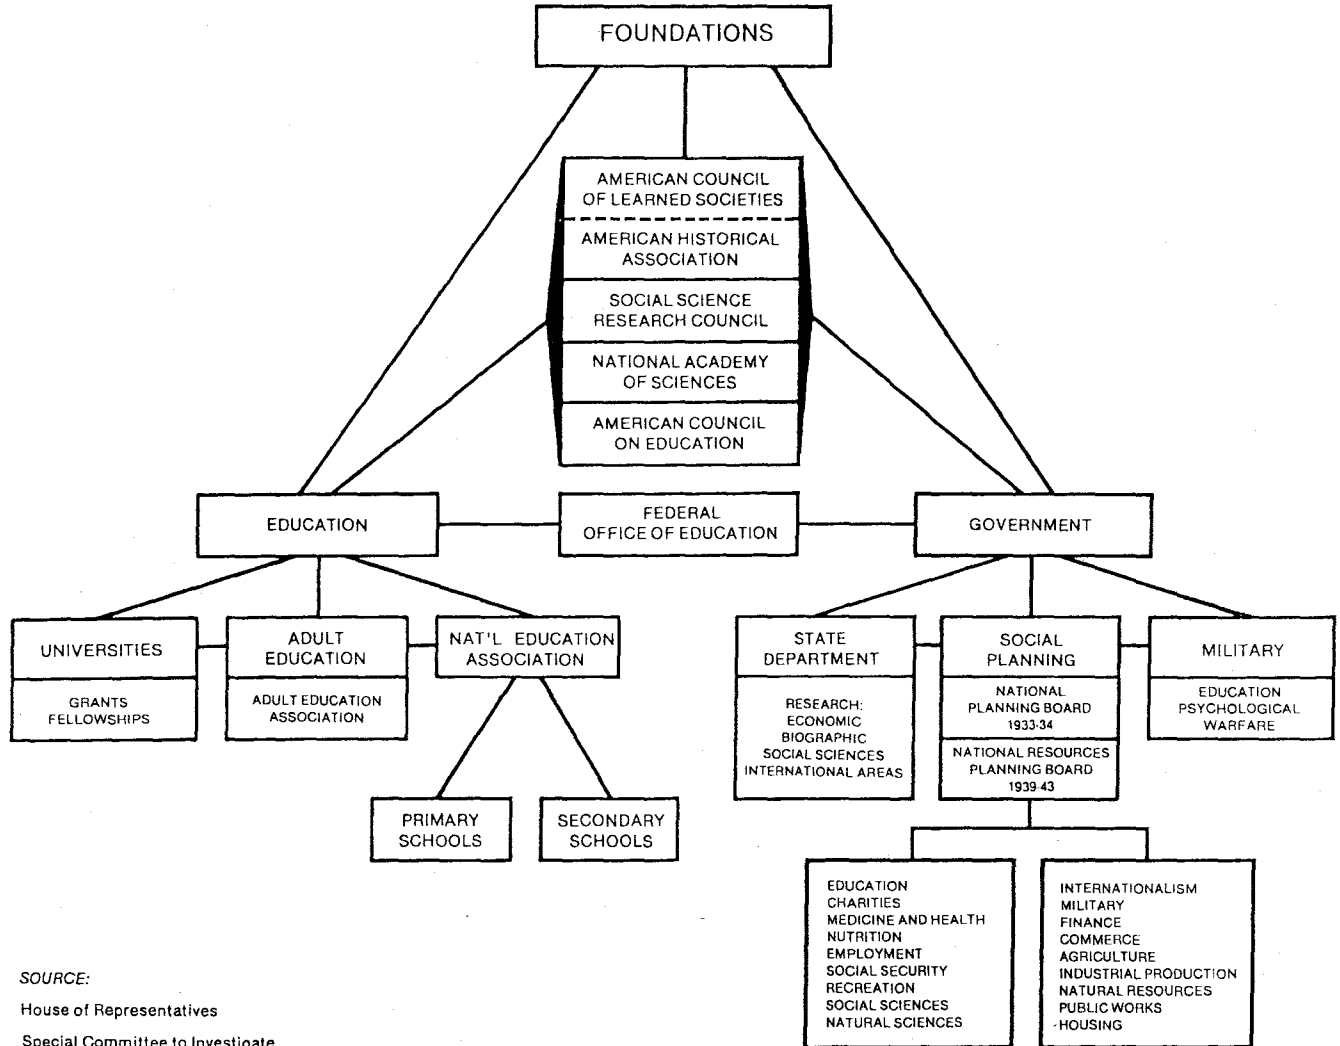 FOUNDATIONS
AMERICAN COUNCIL
OF LEARNED SOCIETIES
AMERICAN HISTORICAL
ASSOCIATION
SOCIAL SCIENCE
RESEARCH COUNCIL
NATIONAL ACADEMY
OF SCIENCES
AMERICAN COUNCIL
ON EDUCATION
EDUCATION
FEDERAL
OFFICE OF EDUCATION
GOVERNMENT
UNIVERSITIES
GRANTS
FELLOWSHIPS
ADULT
EDUCATION
ADULT EDUCATION
ASSOCIATION
NAT'L EDUCATION
ASSOCIATION
PRIMARY
SCHOOLS
SECONDARY
SCHOOLS
STATE
DEPARTMENT
RESEARCH:
ECONOMIC
BIOGRAPHIC
SOCIAL SCIENCES
INTERNATIONAL AREAS
SOCIAL
PLANNING
NATIONAL
PLANNING BOARD
1933-34
NATIONAL RESOURCES
PLANNING BOARD
1939-43
MILITARY
EDUCATION
PSYCHOLOGICAL
WARFARE
EDUCATION
CHARITIES
MEDICINE AND HEALTH
NUTRITION
EMPLOYMENT
SOCIAL SECURITY
RECREATION
SOCIAL SCIENCES
NATURAL SCIENCES
INTERNATIONALISM
MILITARY
FINANCE
COMMERCE
AGRICULTURE
INDUSTRIAL PRODUCTION
NATURAL RESOURCES
PUBLIC WORKS
HOUSING
SOURCE:
House of Representatives
Special Committee to Investigate